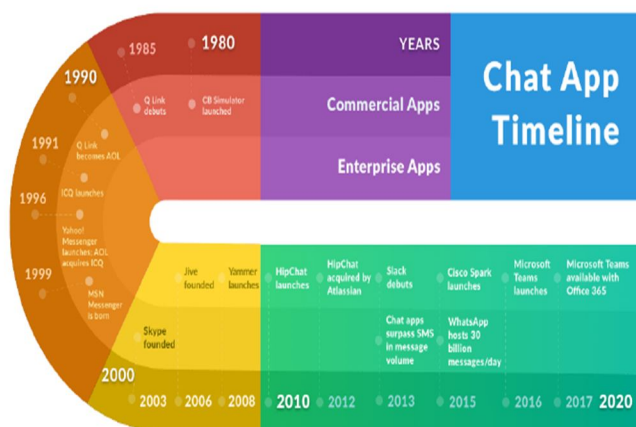 Chat App
Timeline
YEARS
Commercial Apps
Enterprise Apps
1980
1985
CB Simulator
launched
Q Link
debuts
1990
Q Link
becomes AOL
1991
ICQ launches
1996
Yahoo!
Messenger
launches; AOL
acquires ICQ
1999
MSN
Messenger
is born
2000
Skype
founded
2003
Jive
founded
2006
Yammer
launches
2008
HipChat
launches
2010
HipChat
acquired by
Atlassian
2012
Slack
debuts
Chat apps
surpass SMS
in message
volume
2013
Cisco Spark
launches
WhatsApp
hosts 30
billion
messages/day
2015
Microsoft
Teams
launches
2016
Microsoft Teams
available with
Office 365
2017
2020